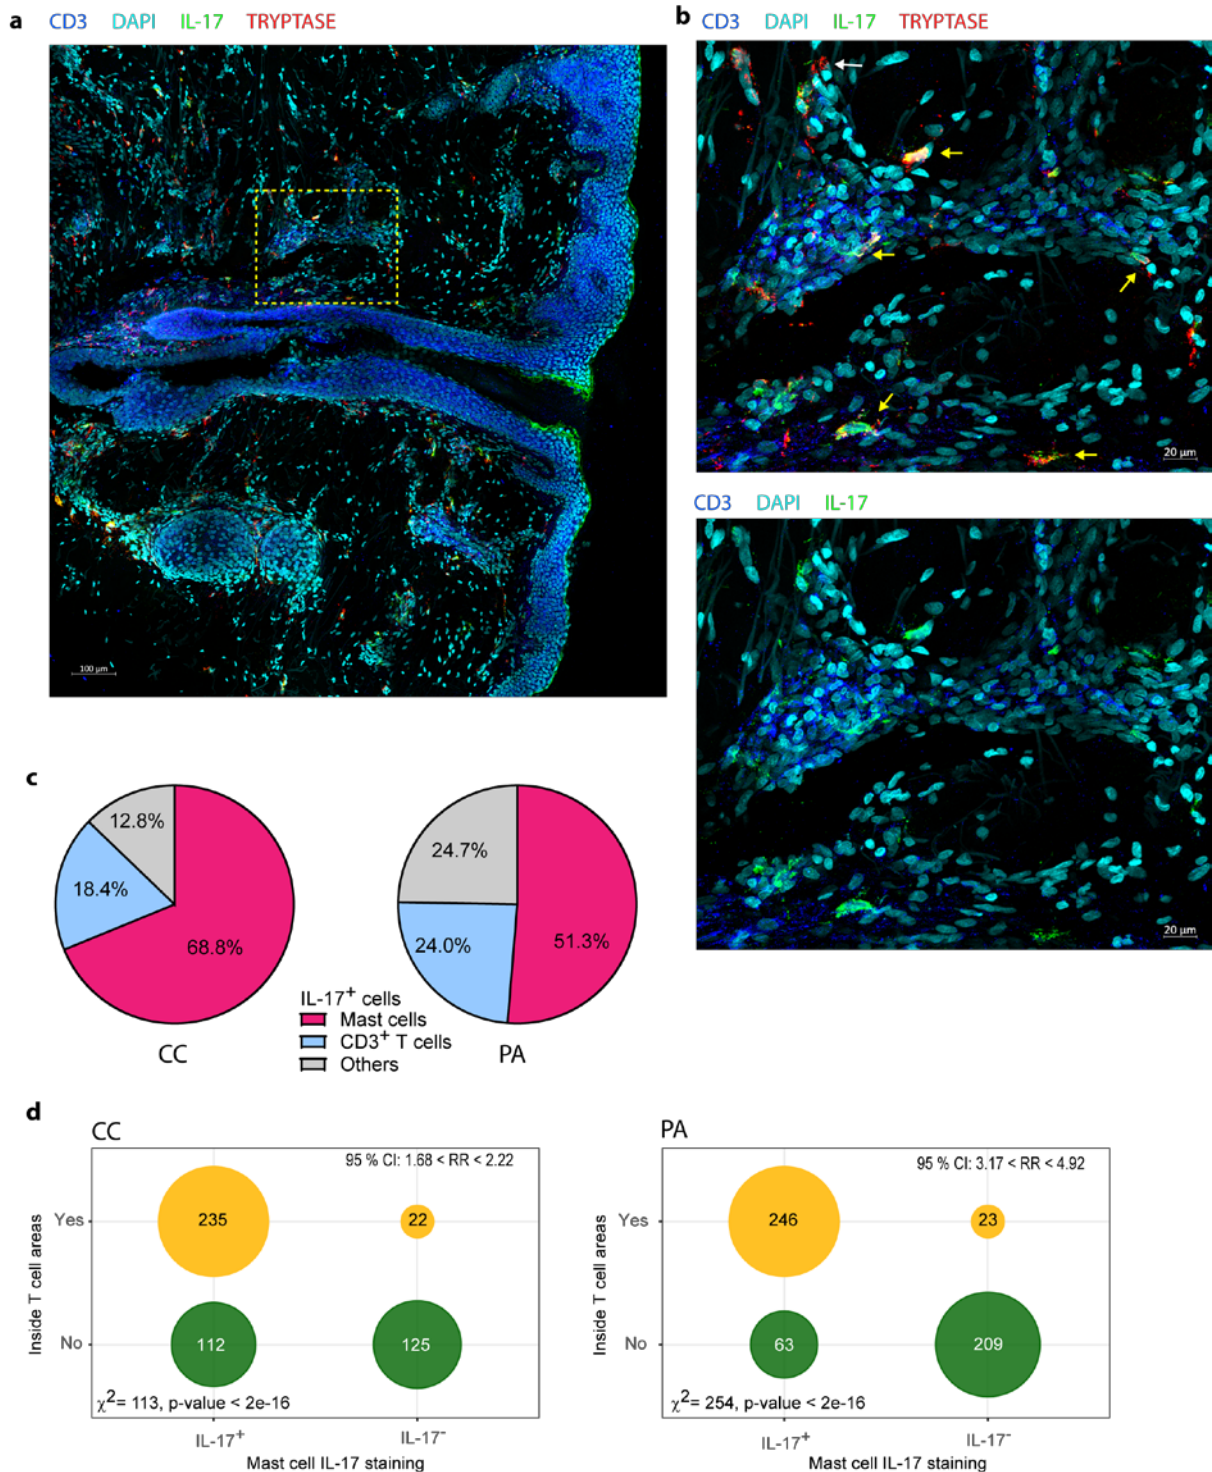 a
CD3 DAPI IL-17 TRYPTASE
100 µm
b
CD3 DAPI IL-17 TRYPTASE
20 µm
CD3 DAPI IL-17
20 µm
c
12.8%
18.4%
68.8%
CC
24.7%
24.0%
51.3%
PA
IL-17⁺ cells
Mast cells
CD3⁺ T cells
Others
d
CC
95 % CI: 1.68 < RR < 2.22
Inside T cell areas
Yes
235
22
No
112
125
χ²= 113, p-value < 2e-16
IL-17⁺
IL-17⁻
Mast cell IL-17 staining
PA
95 % CI: 3.17 < RR < 4.92
Inside T cell areas
Yes
246
23
No
63
209
χ²= 254, p-value < 2e-16
IL-17⁺
IL-17⁻
Mast cell IL-17 staining